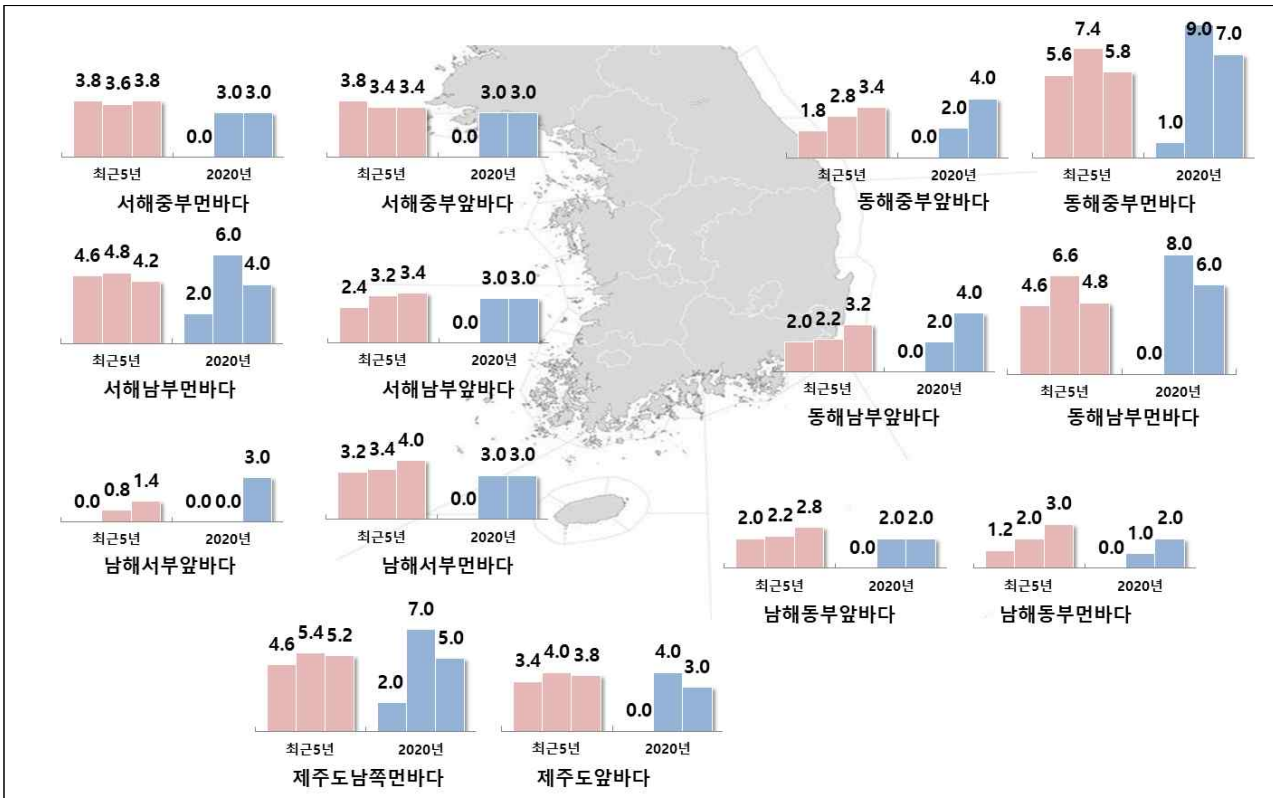 3.8 3.6 3.8 0.0 3.0 3.0
최근5년 2020년
서해중부먼바다
3.8 3.4 3.4 0.0 3.0 3.0
최근5년 2020년
서해중부앞바다
1.8 2.8 3.4 0.0 2.0 4.0
최근5년 2020년
동해중부앞바다
5.6 7.4 5.8 1.0 9.0 7.0
최근5년 2020년
동해중부먼바다
4.6 4.8 4.2 2.0 6.0 4.0
최근5년 2020년
서해남부먼바다
2.4 3.2 3.4 0.0 3.0 3.0
최근5년 2020년
서해남부앞바다
2.0 2.2 3.2 0.0 2.0 4.0
최근5년 2020년
동해남부앞바다
4.6 6.6 4.8 0.0 8.0 6.0
최근5년 2020년
동해남부먼바다
0.0 0.8 1.4 0.0 0.0 3.0
최근5년 2020년
남해서부앞바다
3.2 3.4 4.0 0.0 3.0 3.0
최근5년 2020년
남해서부먼바다
2.0 2.2 2.8 0.0 2.0 2.0
최근5년 2020년
남해동부앞바다
1.2 2.0 3.0 0.0 1.0 2.0
최근5년 2020년
남해동부먼바다
4.6 5.4 5.2 2.0 7.0 5.0
최근5년 2020년
제주도남쪽먼바다
3.4 4.0 3.8 0.0 4.0 3.0
최근5년 2020년
제주도앞바다